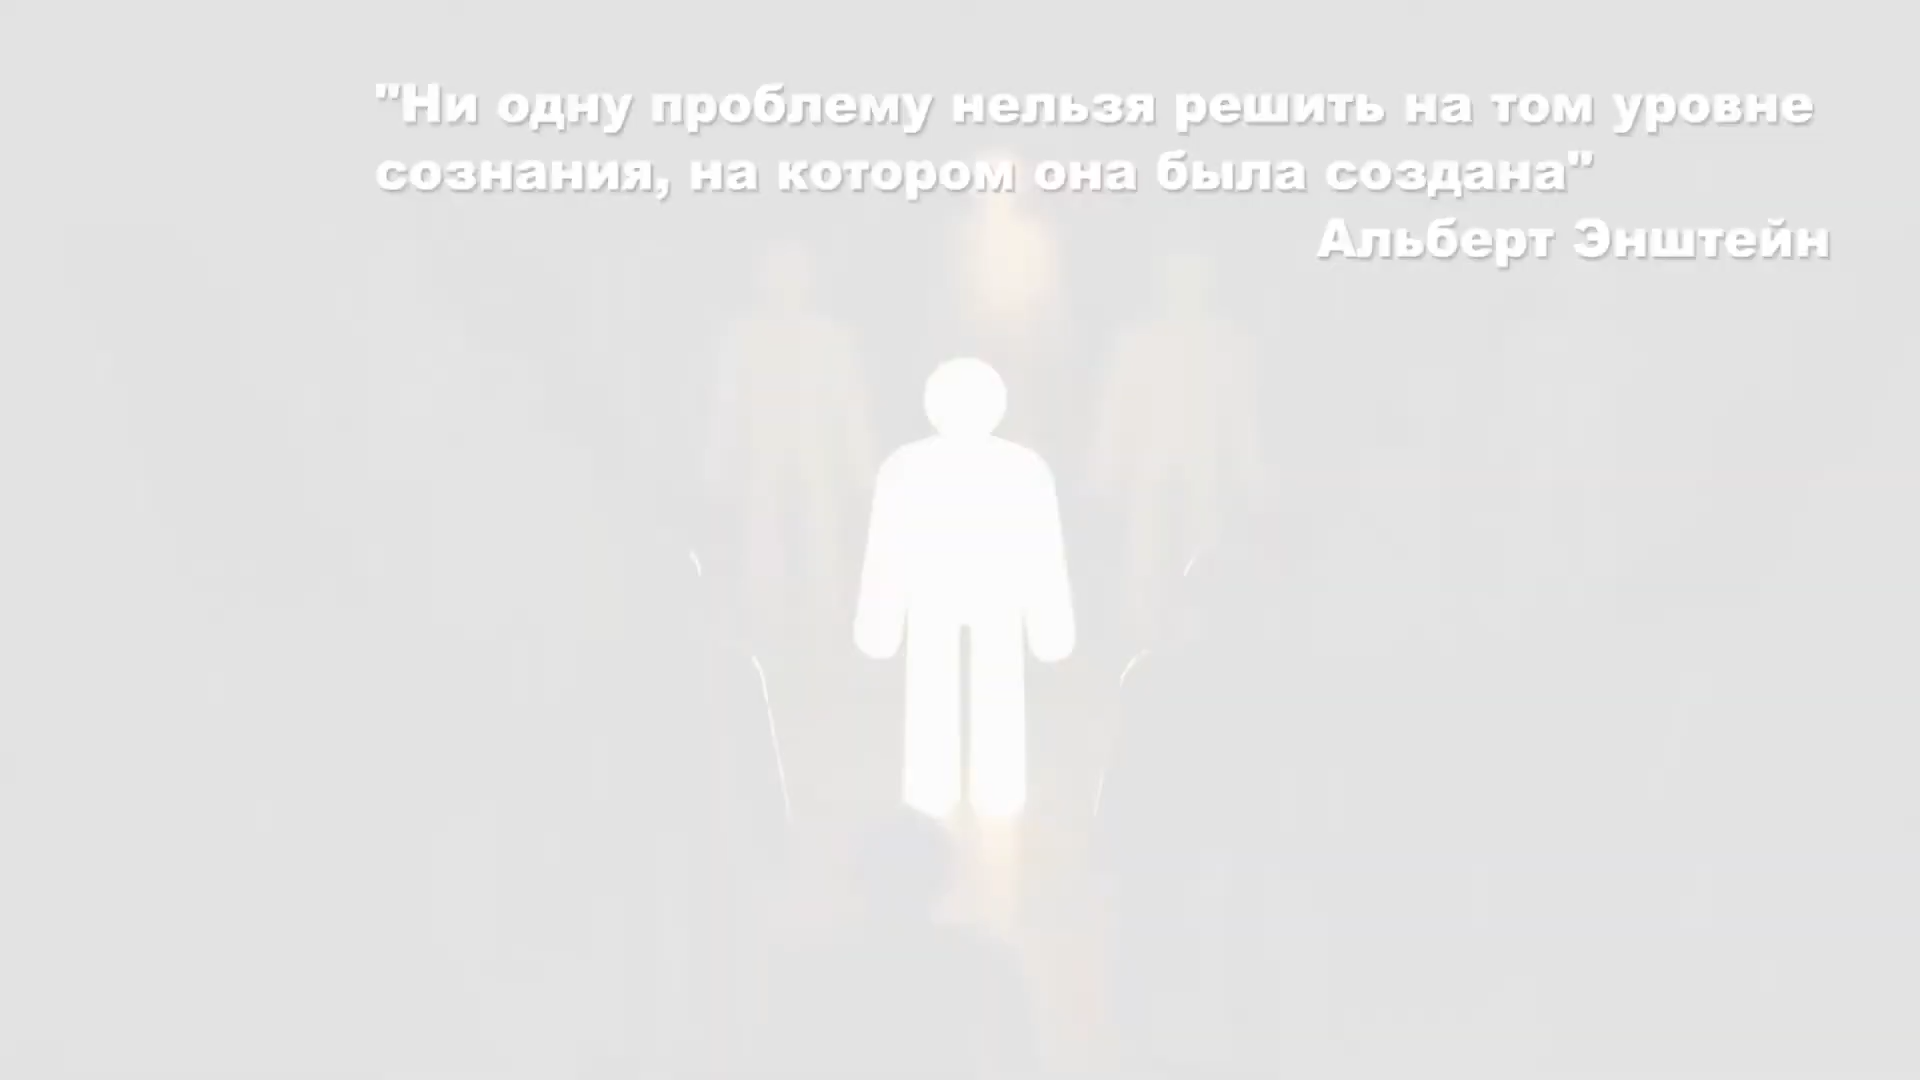 "Ни одну проблему нельзя решить на том уровне
сознания, на котором она была создана"
Альберт Энштейн